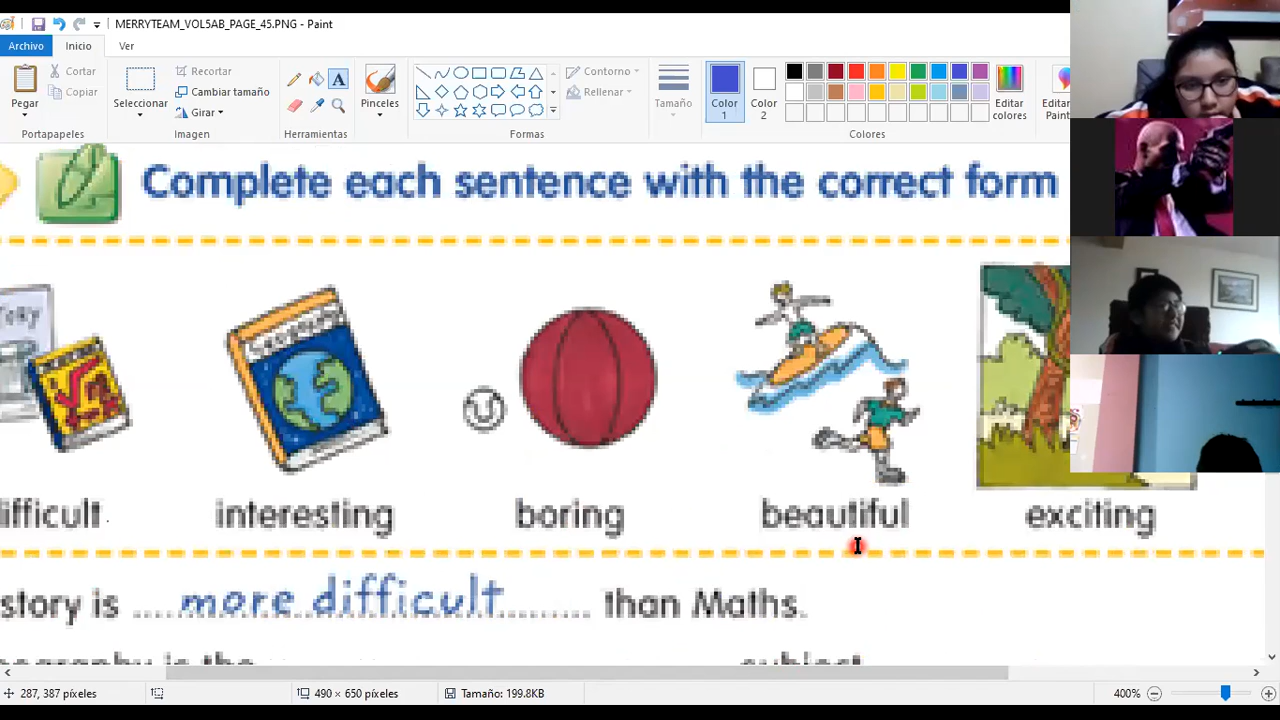 MERRYTEAM_VOL5AB_PAGE_45.PNG - Paint
Archivo Inicio Ver
Pegar
Cortar
Copiar
Portapapeles
Seleccionar
Recortar
Cambiar tamaño
Girar
Imagen
A
Herramientas
Pinceles
Contorno
Rellenar
Formas
Tamaño
Color 1
Color 2
Editar colores
Colores
Complete each sentence with the correct form
ifficult interesting boring beautiful exciting
story is .... more difficult ........ than Maths.
287, 387 píxeles 490 × 650 píxeles Tamaño: 199.8KB 400%